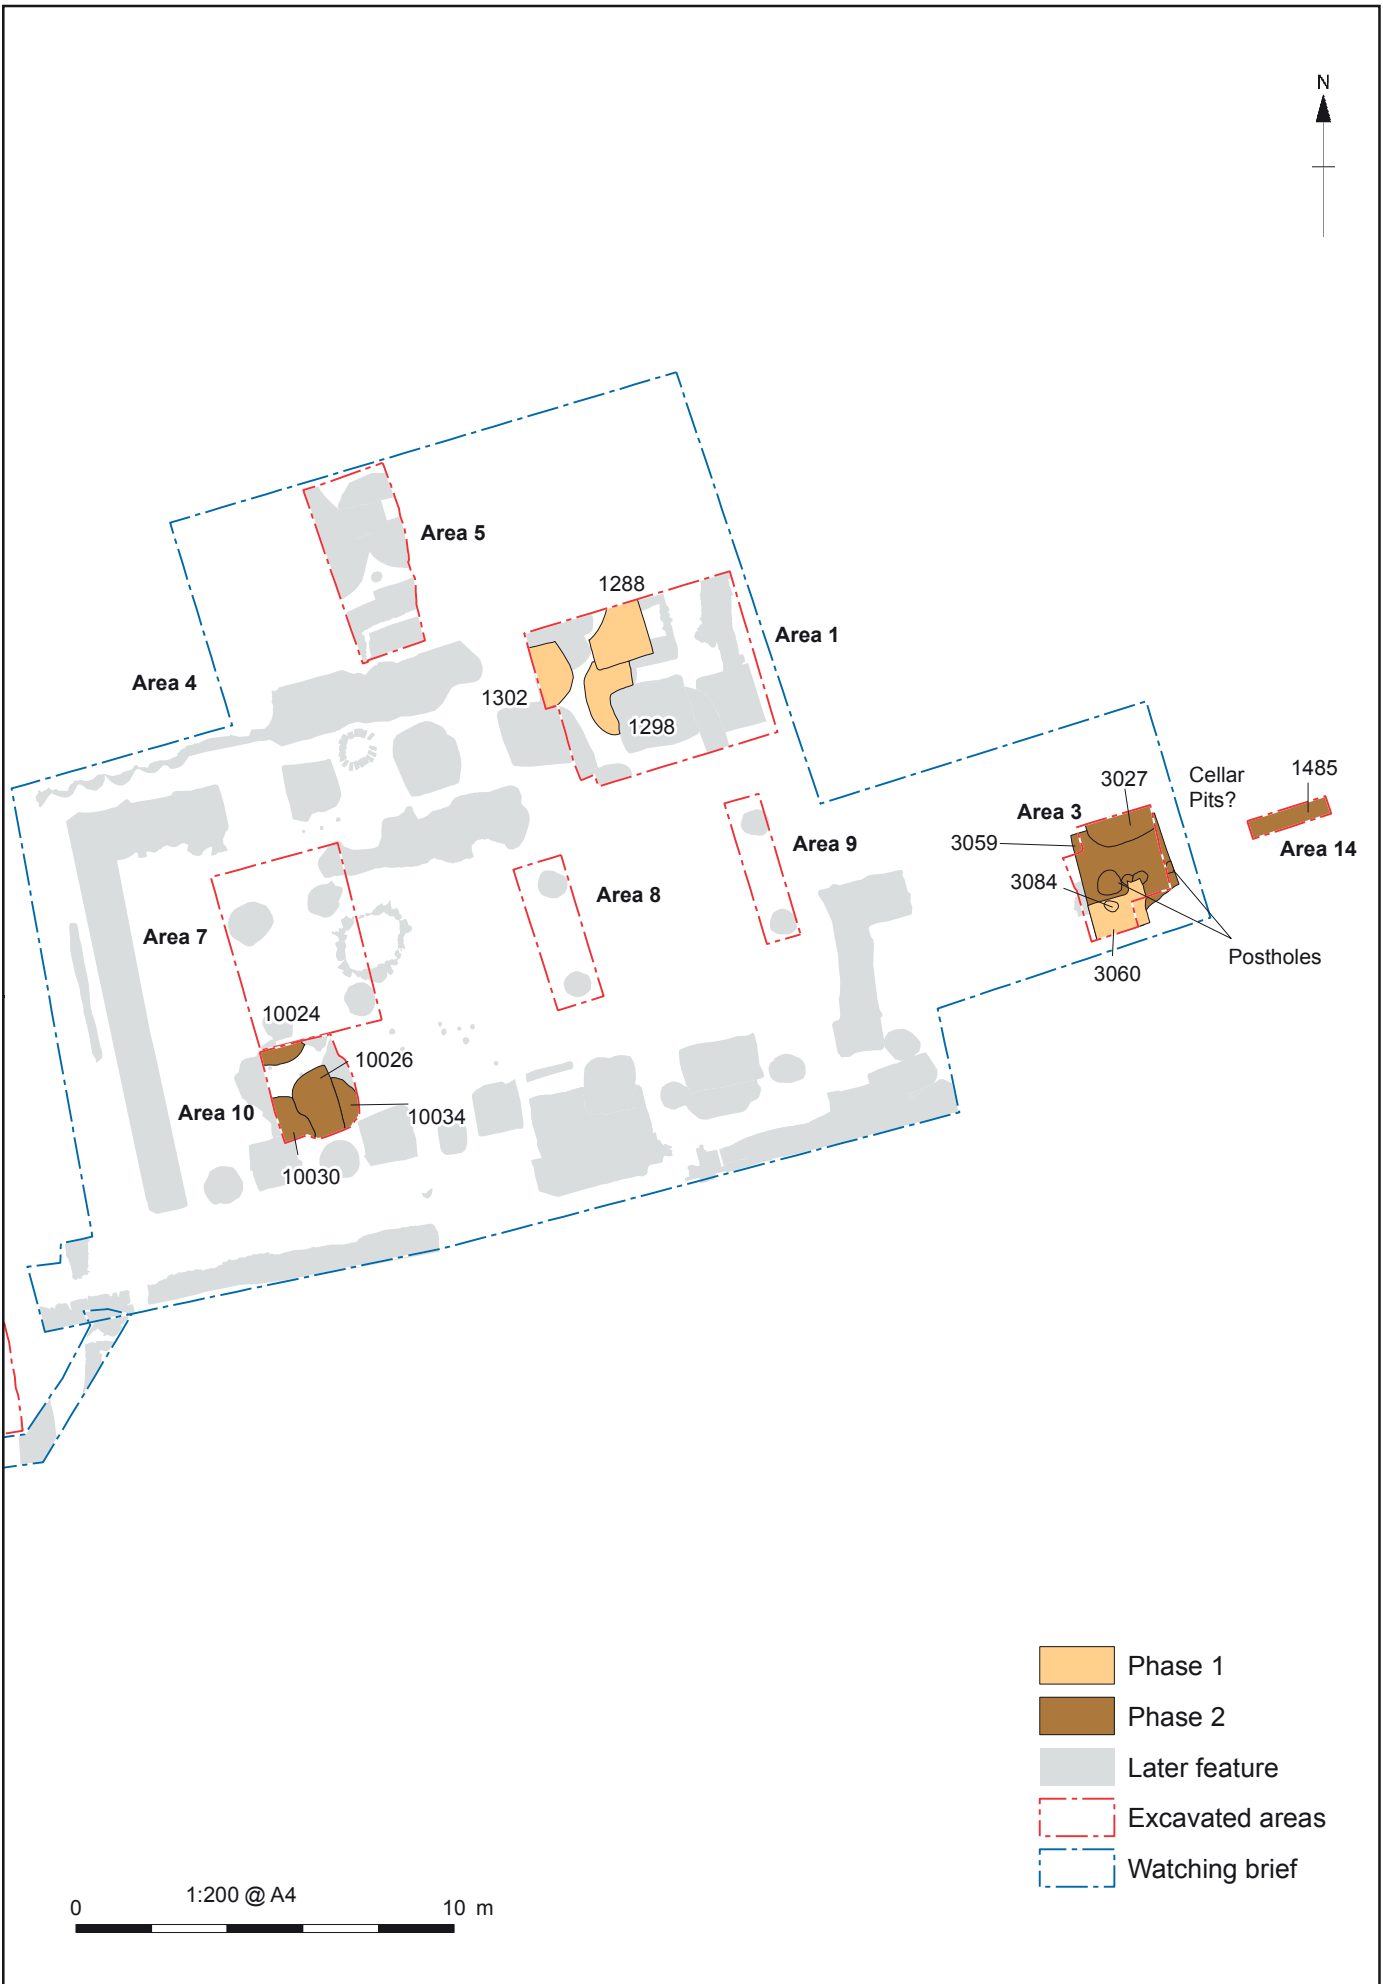 N
Area 5
1288
Area 1
Area 4
1302
1298
3027
Cellar
Pits?
1485
Area 3
3059
Area 9
Area 14
3084
Area 8
Area 7
Postholes
3060
10024
10026
Area 10
10034
10030
Phase 1
Phase 2
Later feature
Excavated areas
Watching brief
1:200 @ A4
0 10 m